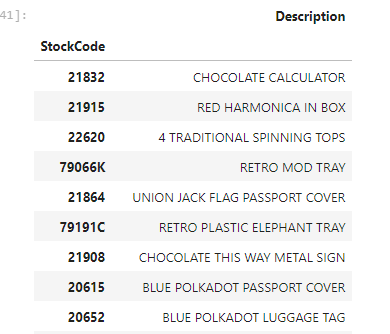 41]:
Description
StockCode
21832 CHOCOLATE CALCULATOR
21915 RED HARMONICA IN BOX
22620 4 TRADITIONAL SPINNING TOPS
79066K RETRO MOD TRAY
21864 UNION JACK FLAG PASSPORT COVER
79191C RETRO PLASTIC ELEPHANT TRAY
21908 CHOCOLATE THIS WAY METAL SIGN
20615 BLUE POLKADOT PASSPORT COVER
20652 BLUE POLKADOT LUGGAGE TAG